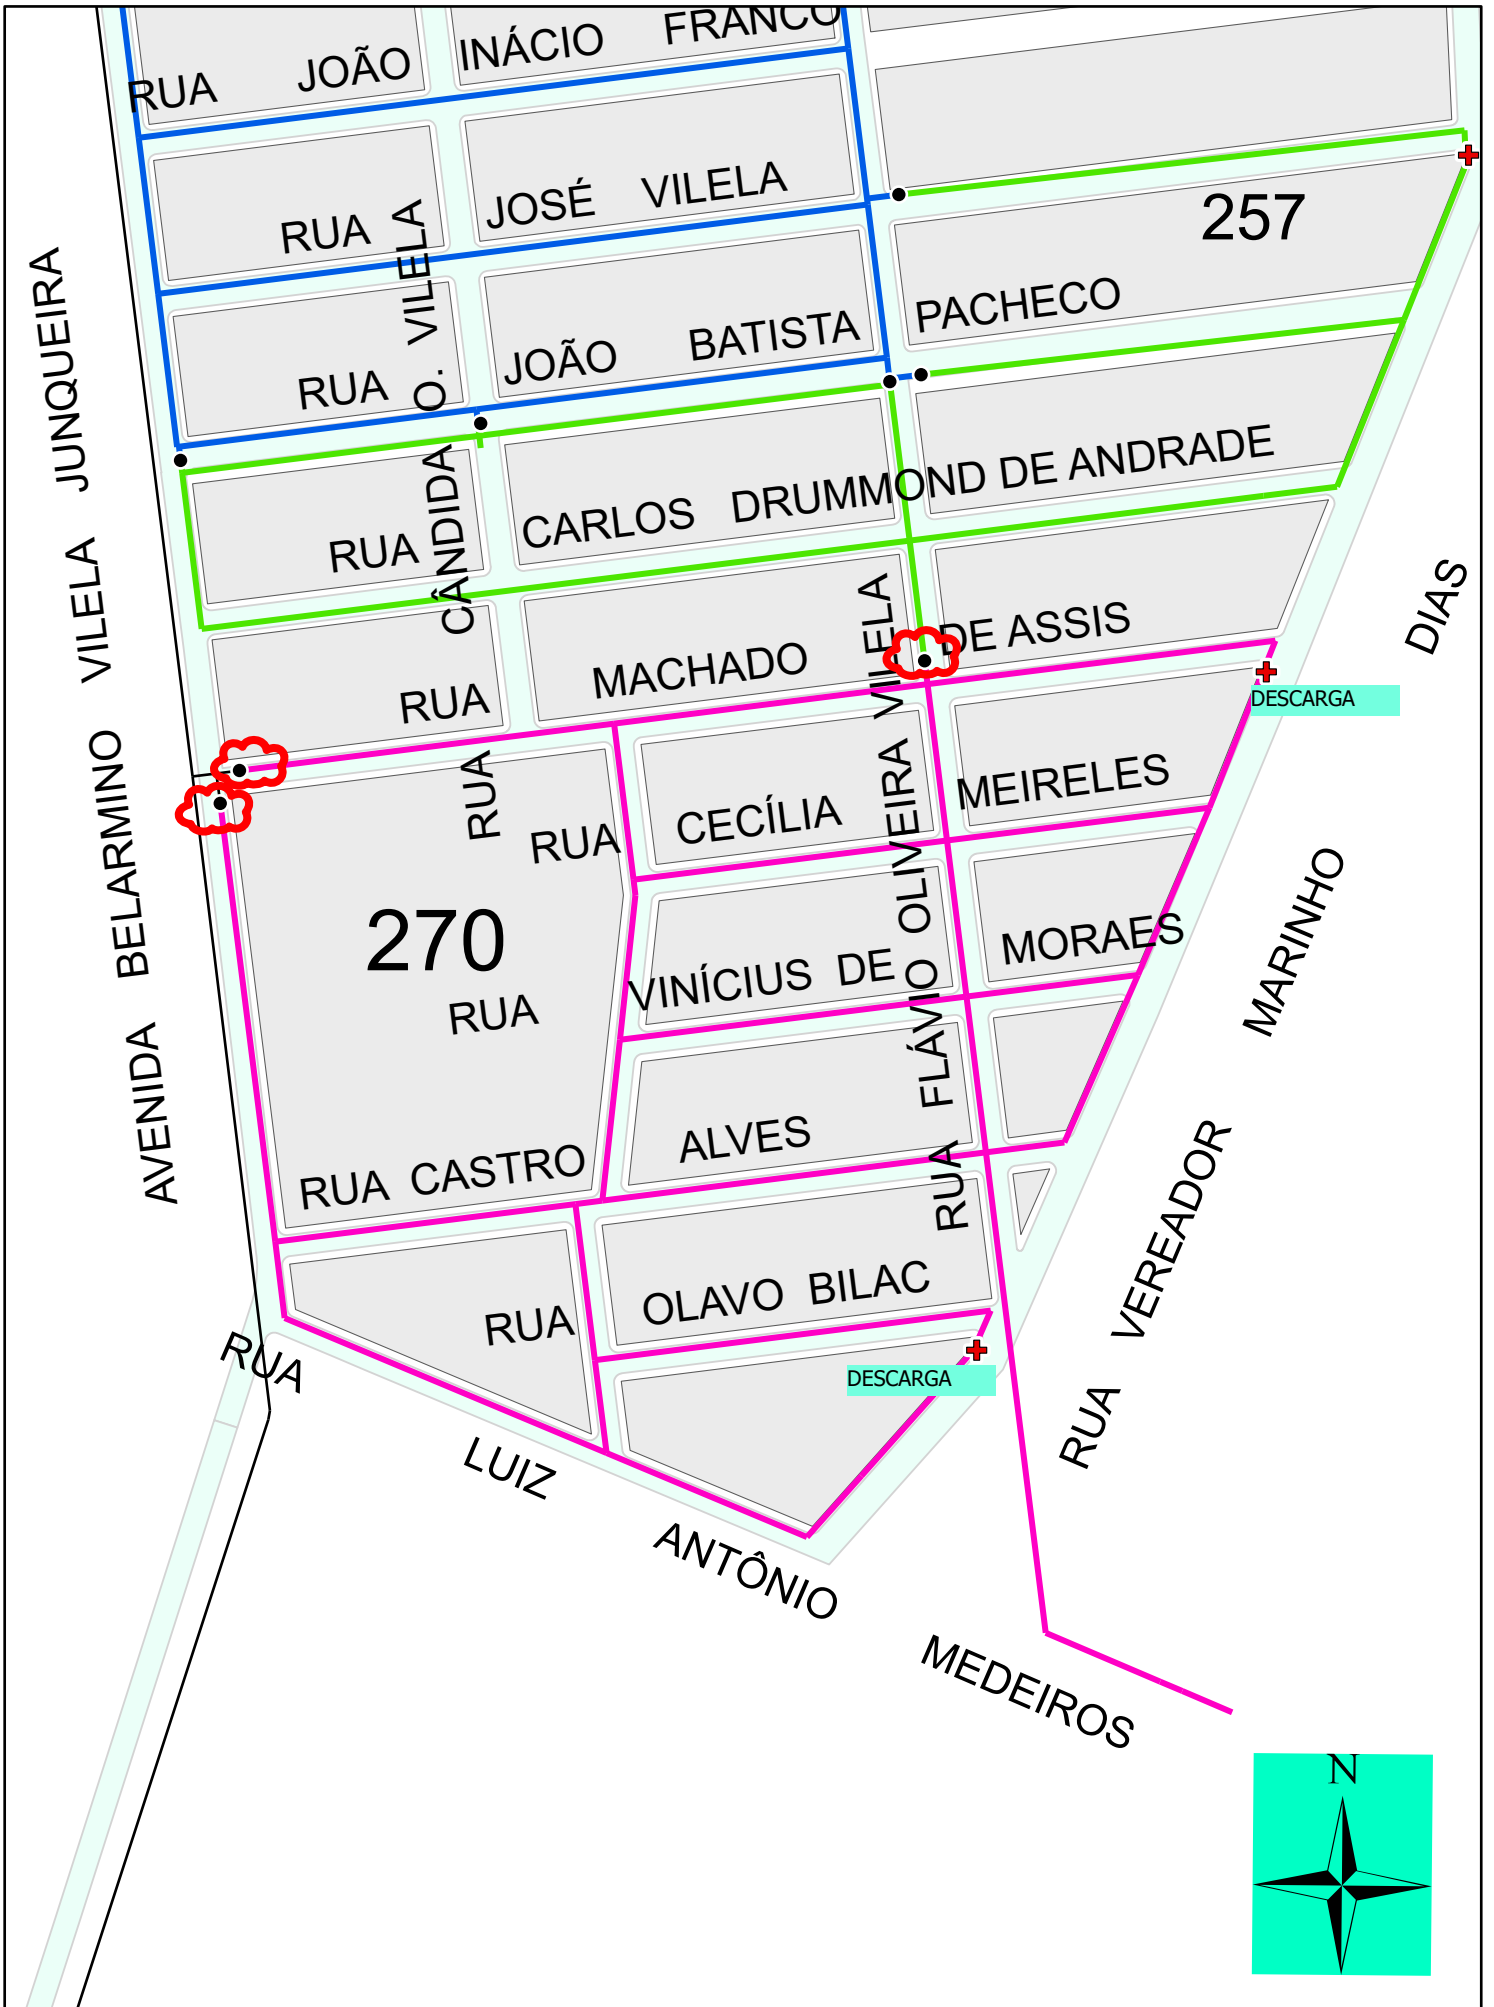 RUA JOÃO INÁCIO FRANCO
RUA JOSÉ VILELA
257
RUA JOÃO BATISTA PACHECO
RUA CARLOS DRUMMOND DE ANDRADE
RUA MACHADO DE ASSIS
DESCARGA
RUA CECÍLIA MEIRELES
270
RUA VINÍCIUS DE MORAES
RUA CASTRO ALVES
RUA OLAVO BILAC
DESCARGA
AVENIDA BELARMINO VILELA JUNQUEIRA
RUA CÂNDIDA O. VILELA
RUA FLÁVIO OLIVEIRA VILELA
RUA VEREADOR MARINHO DIAS
RUA LUIZ ANTÔNIO MEDEIROS
N